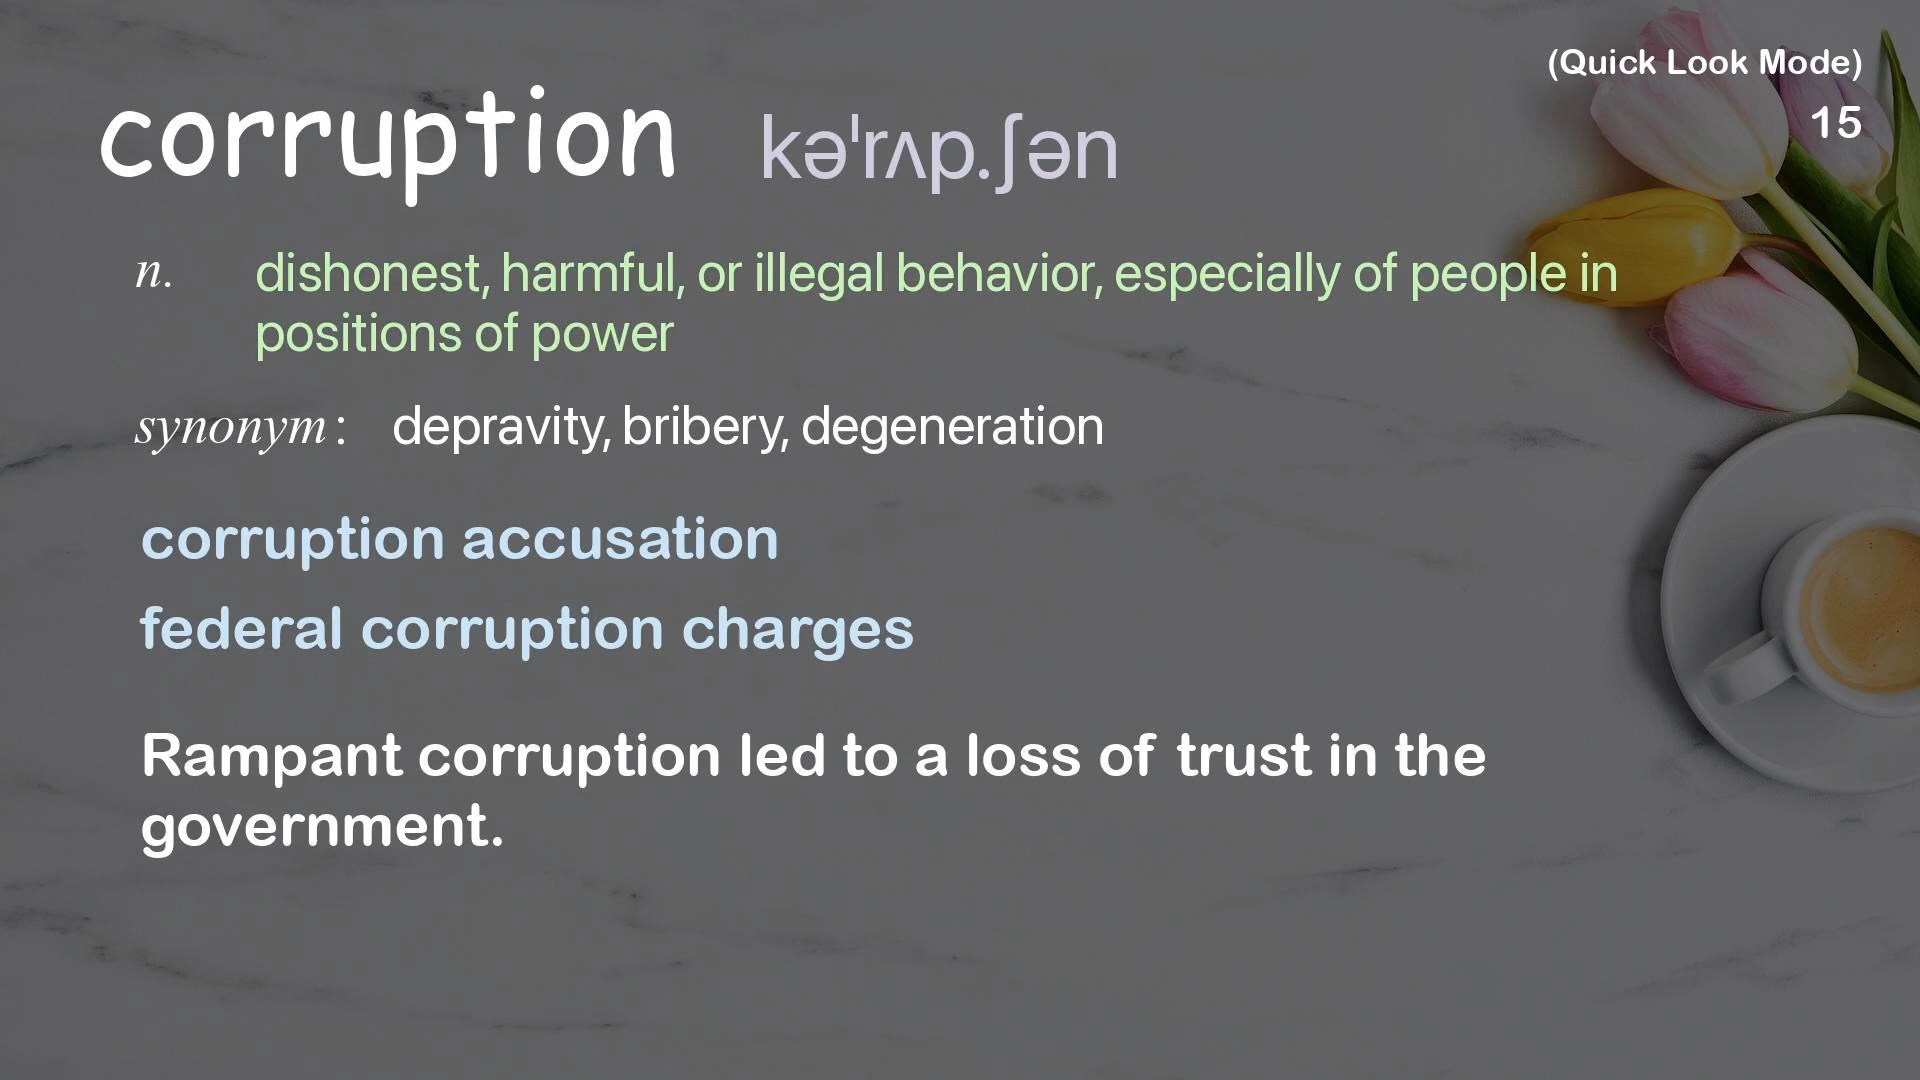 (Quick Look Mode)
15
corruption kəˈrʌp.ʃən
n. dishonest, harmful, or illegal behavior, especially of people in
positions of power
synonym: depravity, bribery, degeneration
corruption accusation
federal corruption charges
Rampant corruption led to a loss of trust in the
government.